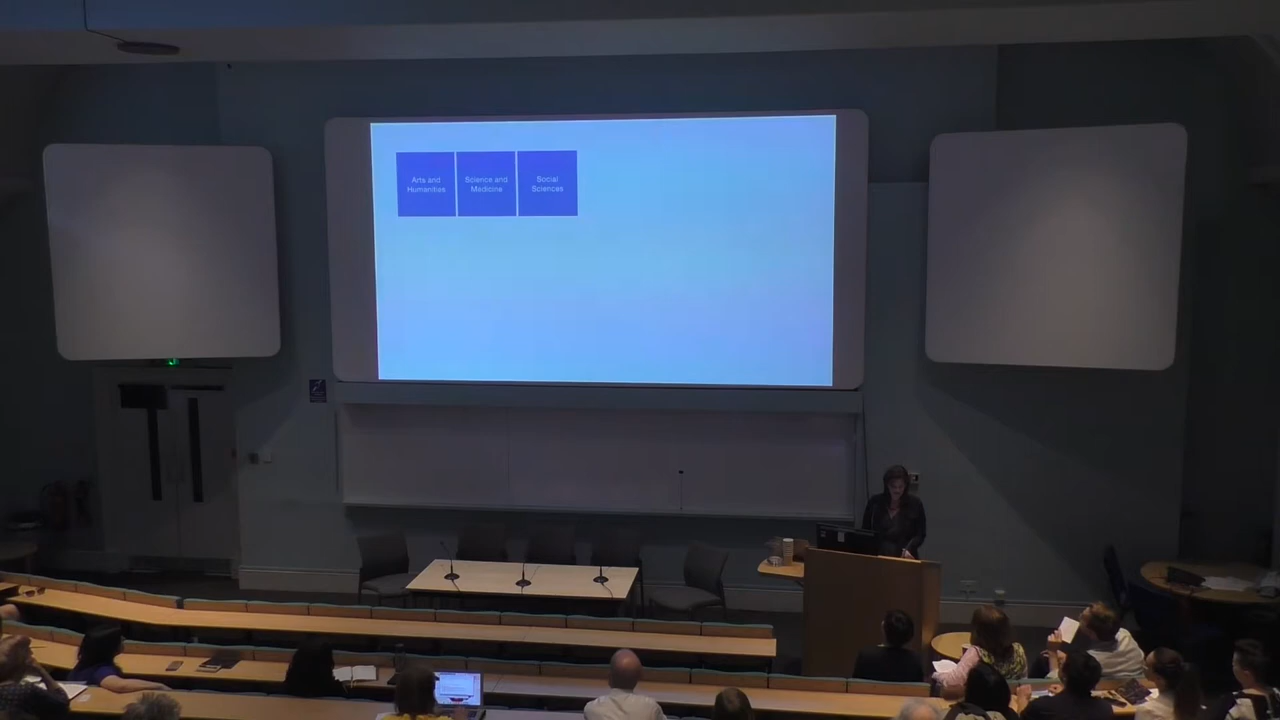 Arts and
Humanities
Science and
Medicine
Social
Sciences